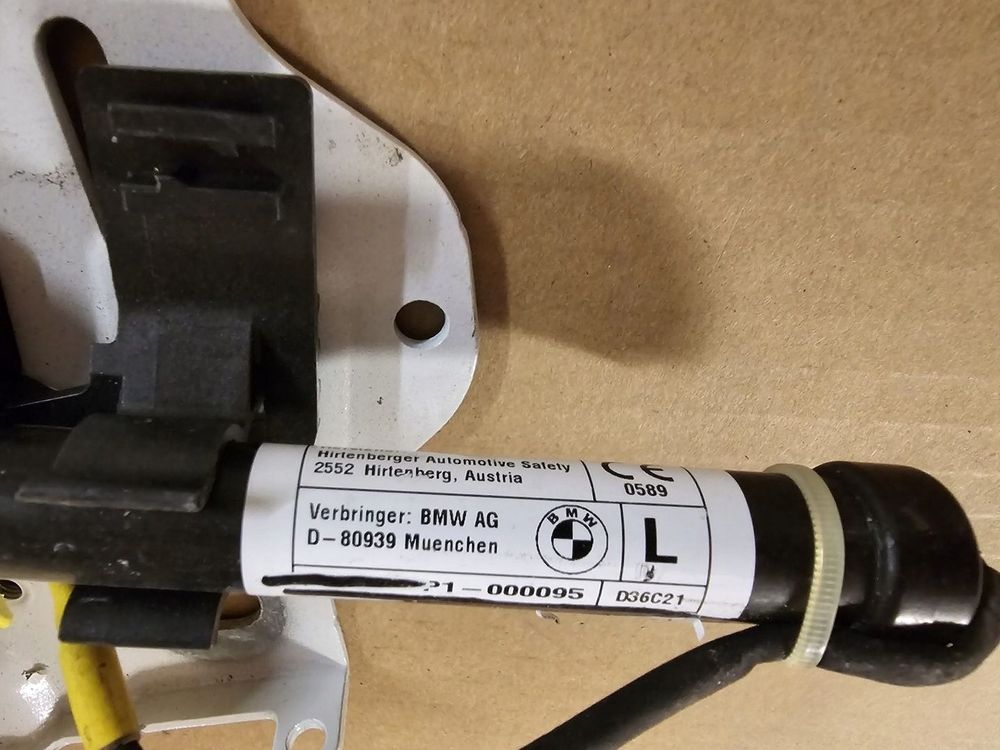 Hirtenberger Automotive Safety
2552 Hirtenberg, Austria
CE
0589
Verbringer: BMW AG
D-80939 Muenchen
BMW
L
21-000095
D36C21